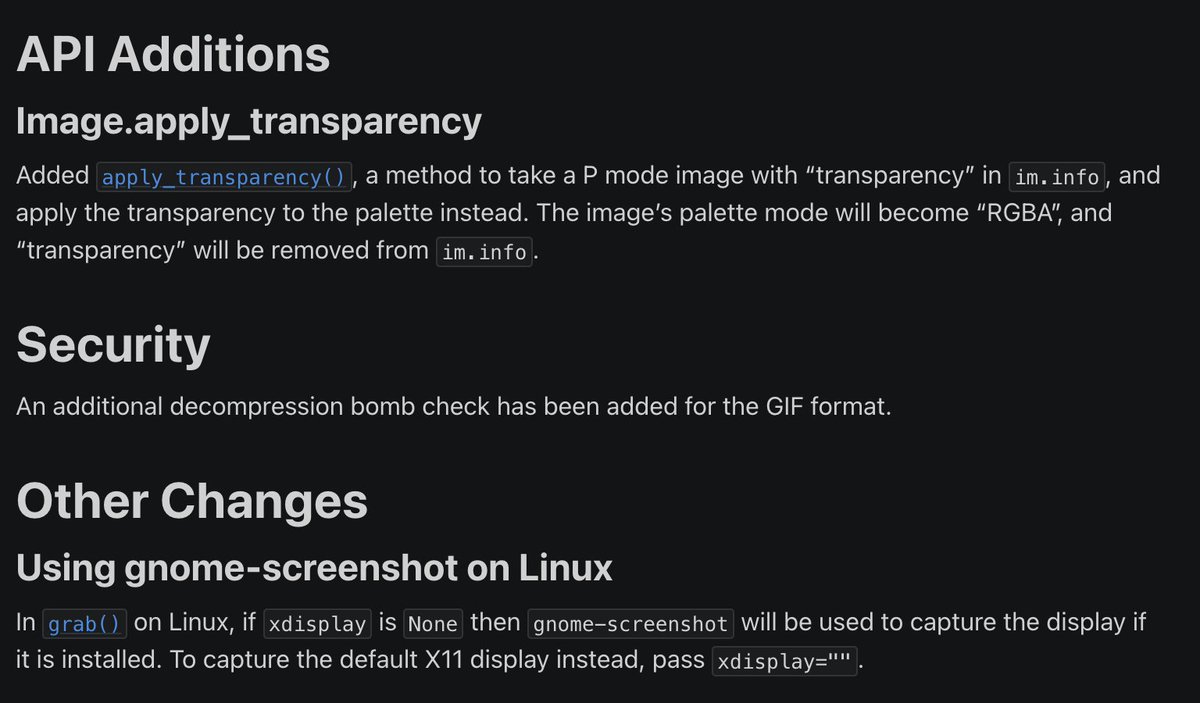 API Additions
Image.apply_transparency
Added apply_transparency(), a method to take a P mode image with “transparency” in im.info, and
apply the transparency to the palette instead. The image’s palette mode will become “RGBA”, and
“transparency” will be removed from im.info.
Security
An additional decompression bomb check has been added for the GIF format.
Other Changes
Using gnome-screenshot on Linux
In grab() on Linux, if xdisplay is None then gnome-screenshot will be used to capture the display if
it is installed. To capture the default X11 display instead, pass xdisplay="".